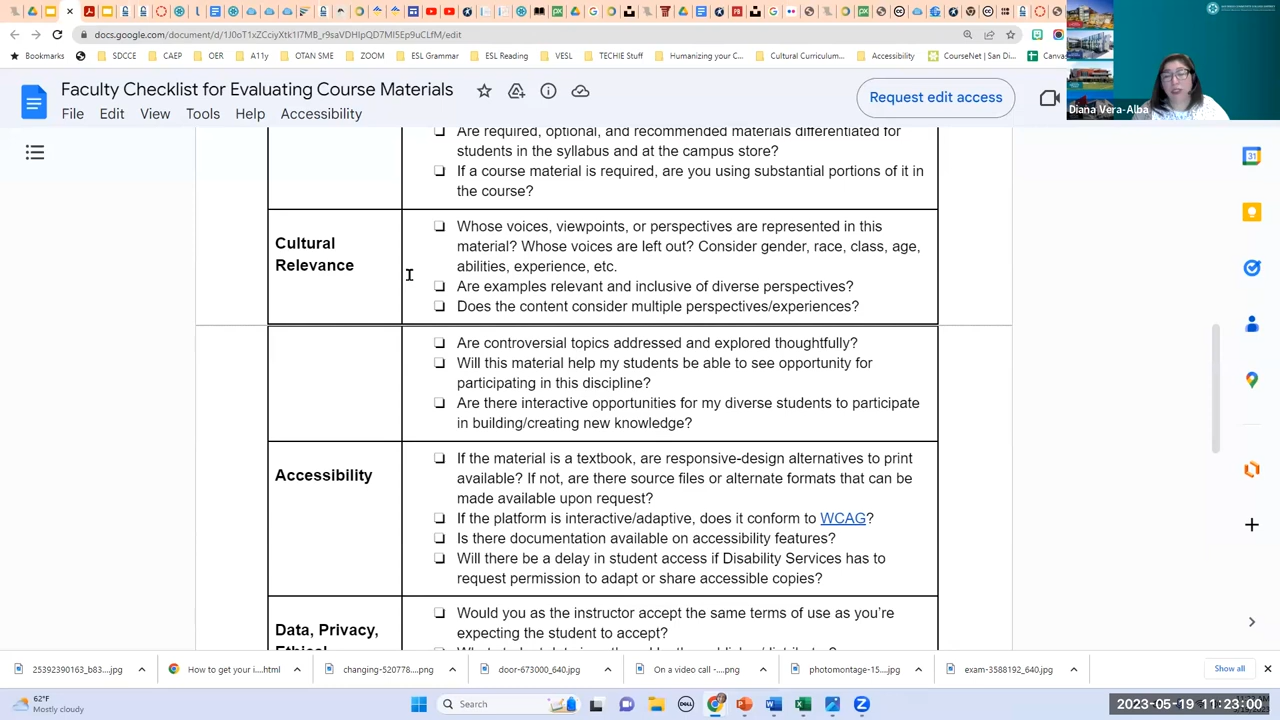 .com/document/d/1J0oT1xZCCnzYmH1I7MB_r9saVDHDPDwHXrk3iuCLfM/edit
Bookmarks
CAEP
OER
ESL Grammar
ESL Reading
VESL
TECHIE S
Humanizing your C...
Cultural Curriculum...
Accessibility
CourseNet | San Di...
Canvas
Faculty Checklist for Evaluating Course Materials
Request edit access
Diana Vera-Alba
File Edit View Tools Help Accessibility
31
Are required, optional, and recommended materials differentiated for
students in the syllabus and at the campus store?
If a course material is required, are you using substantial portions of it in
the course?
Cultural
Relevance
Whose voices, viewpoints, or perspectives are represented in this
material? Whose voices are left out? Consider gender, race, class, age,
abilities, experience, etc.
Are examples relevant and inclusive of diverse perspectives?
Does the content consider multiple perspectives/experiences?
Are controversial topics addressed and explored thoughtfully?
Will this material help my students be able to see opportunity for
participating in this discipline?
Are there interactive opportunities for my diverse students to participate
in building/creating new knowledge?
Accessibility
If the material is a textbook, are responsive-design alternatives to print
available? If not, are there source files or alternate formats that can be
made available upon request?
If the platform is interactive/adaptive, does it conform to WCAG?
Is there documentation available on accessibility features?
Will there be a delay in student access if Disability Services has to
request permission to adapt or share accessible copies?
Data, Privacy,
Would you as the instructor accept the same terms of use as you're
expecting the student to accept?
25392390163_b83....jpg
How to get your i....html
changing-520778....png
door-673000_640.jpg
On a video call -....png
photomontage-15....jpg
exam-3588192_640.jpg
Show all
62°F
Mostly cloudy
Search
DELL
2023-05-19 11:23:00